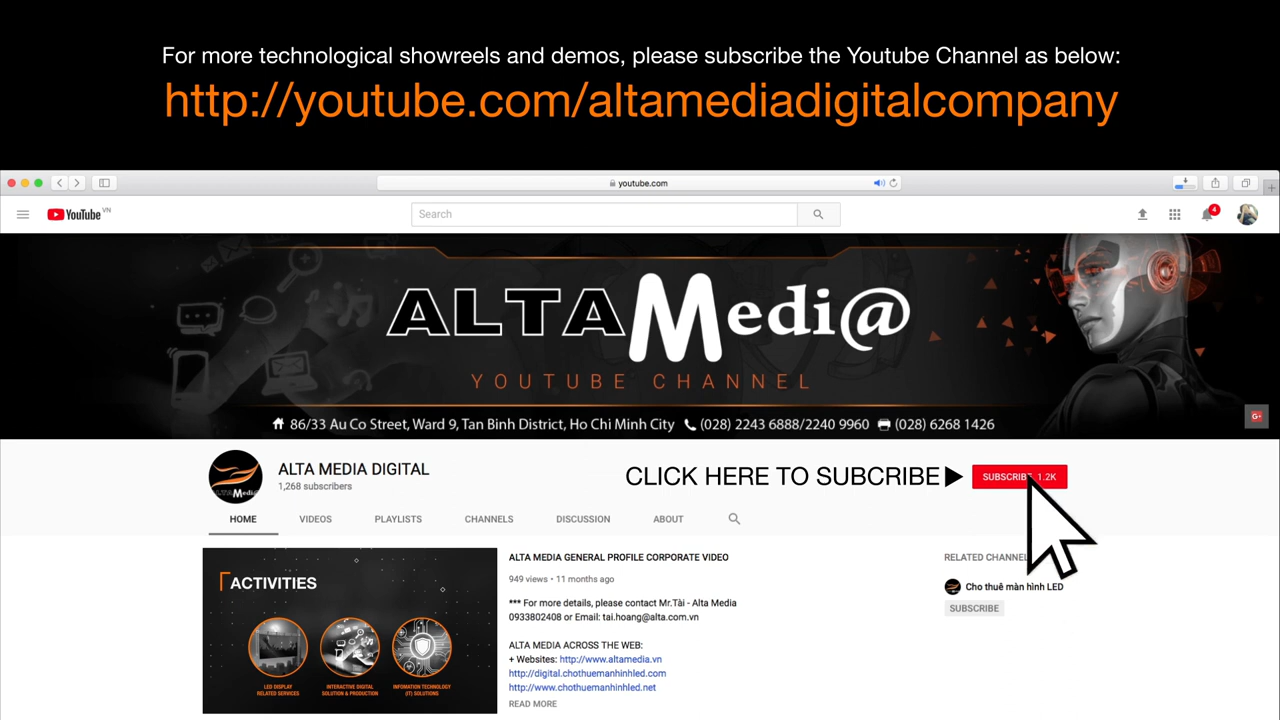 For more technological showreels and demos, please subscribe the Youtube Channel as below:
http://youtube.com/altamediadigitalcompany
youtube.com
YouTube VN
Search
4
ALTAMedi@
YOUTUBE CHANNEL
86/33 Au Co Street, Ward 9, Tan Binh District, Ho Chi Minh City (028) 2243 6888/2240 9960 (028) 6268 1426
G+
ALTAMedi@
ALTA MEDIA DIGITAL
1,268 subscribers
CLICK HERE TO SUBCRIBE
SUBSCRIBE 1.2K
HOME VIDEOS PLAYLISTS CHANNELS DISCUSSION ABOUT
ACTIVITIES
LED DISPLAY
RELATED SERVICES
INTERACTIVE DIGITAL
SOLUTION & PRODUCTION
INFOMATION TECHNOLOGY
(IT) SOLUTIONS
ALTA MEDIA GENERAL PROFILE CORPORATE VIDEO
949 views • 11 months ago
*** For more details, please contact Mr.Tài - Alta Media
0933802408 or Email: tai.hoang@alta.com.vn
ALTA MEDIA ACROSS THE WEB:
+ Websites: http://www.altamedia.vn
http://digital.chothuemanhinhled.com
http://www.chothuemanhinhled.net
READ MORE
RELATED CHANNEL
Cho thuê màn hình LED
SUBSCRIBE